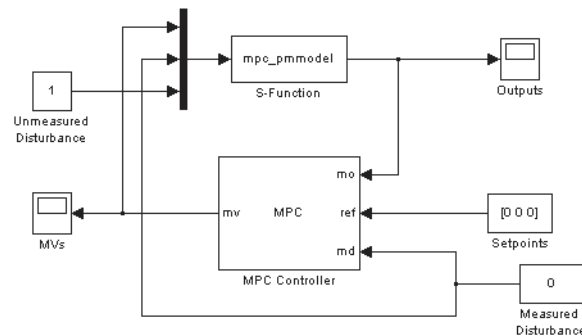 mpc_pmmodel
S-Function
Outputs
1
Unmeasured
Disturbance
mo
mv
MPC
ref
md
MPC Controller
MVs
[0 0 0]
Setpoints
0
Measured
Disturbance